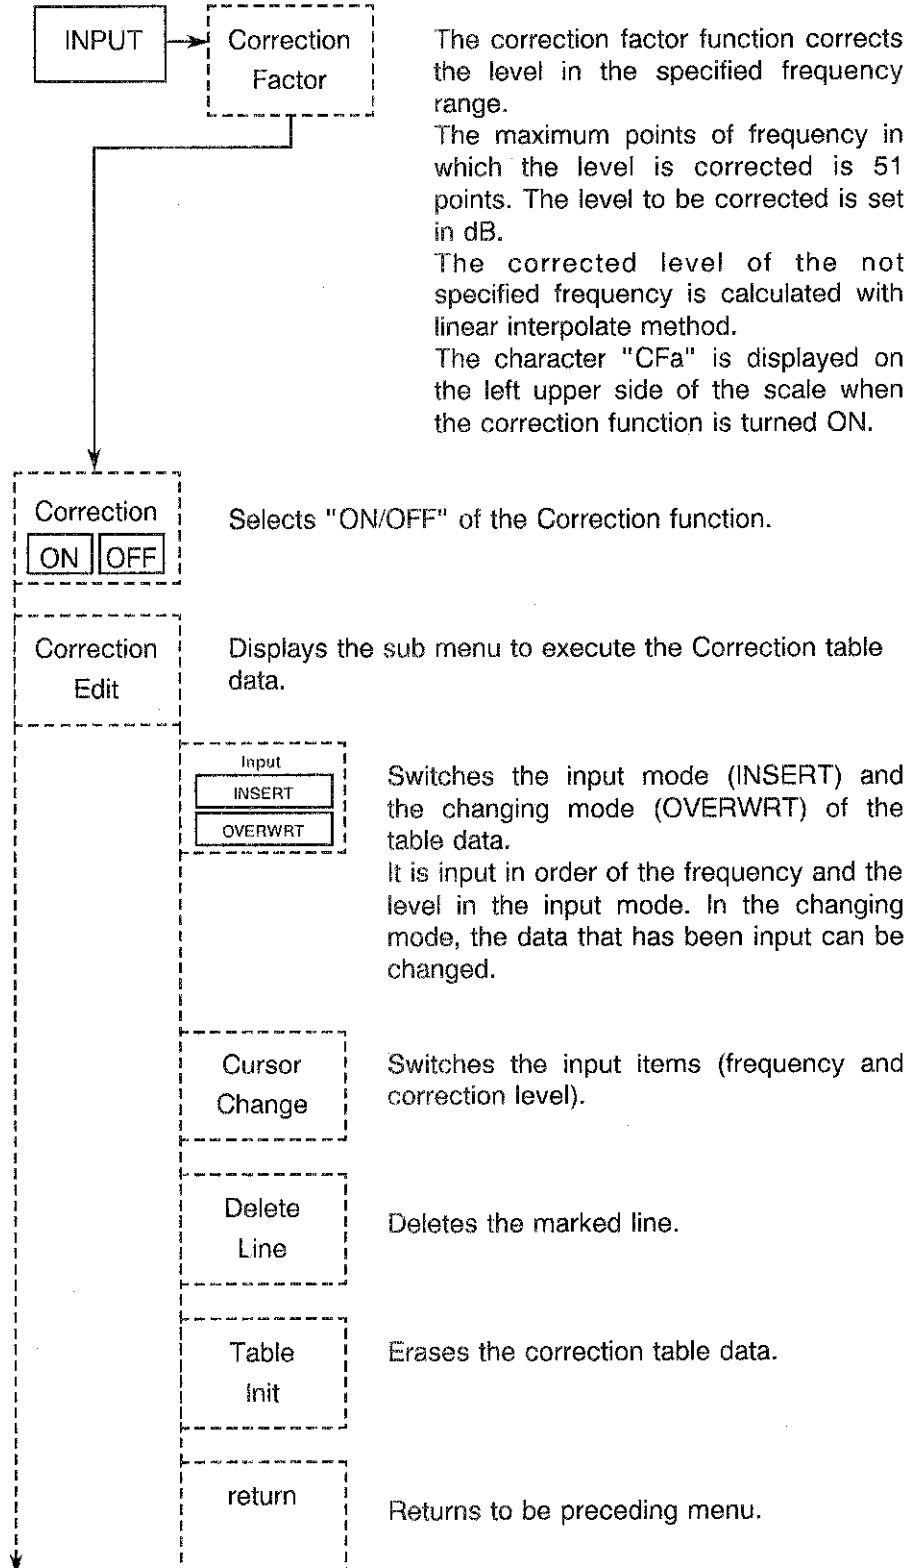 INPUT
Correction
Factor
The correction factor function corrects
the level in the specified frequency
range.
The maximum points of frequency in
which the level is corrected is 51
points. The level to be corrected is set
in dB.
The corrected level of the not
specified frequency is calculated with
linear interpolate method.
The character "CFa" is displayed on
the left upper side of the scale when
the correction function is turned ON.
Correction
ON OFF
Selects "ON/OFF" of the Correction function.
Correction
Edit
Displays the sub menu to execute the Correction table
data.
Input
INSERT
OVERWRT
Switches the input mode (INSERT) and
the changing mode (OVERWRT) of the
table data.
It is input in order of the frequency and the
level in the input mode. In the changing
mode, the data that has been input can be
changed.
Cursor
Change
Switches the input items (frequency and
correction level).
Delete
Line
Deletes the marked line.
Table
Init
Erases the correction table data.
return
Returns to be preceding menu.